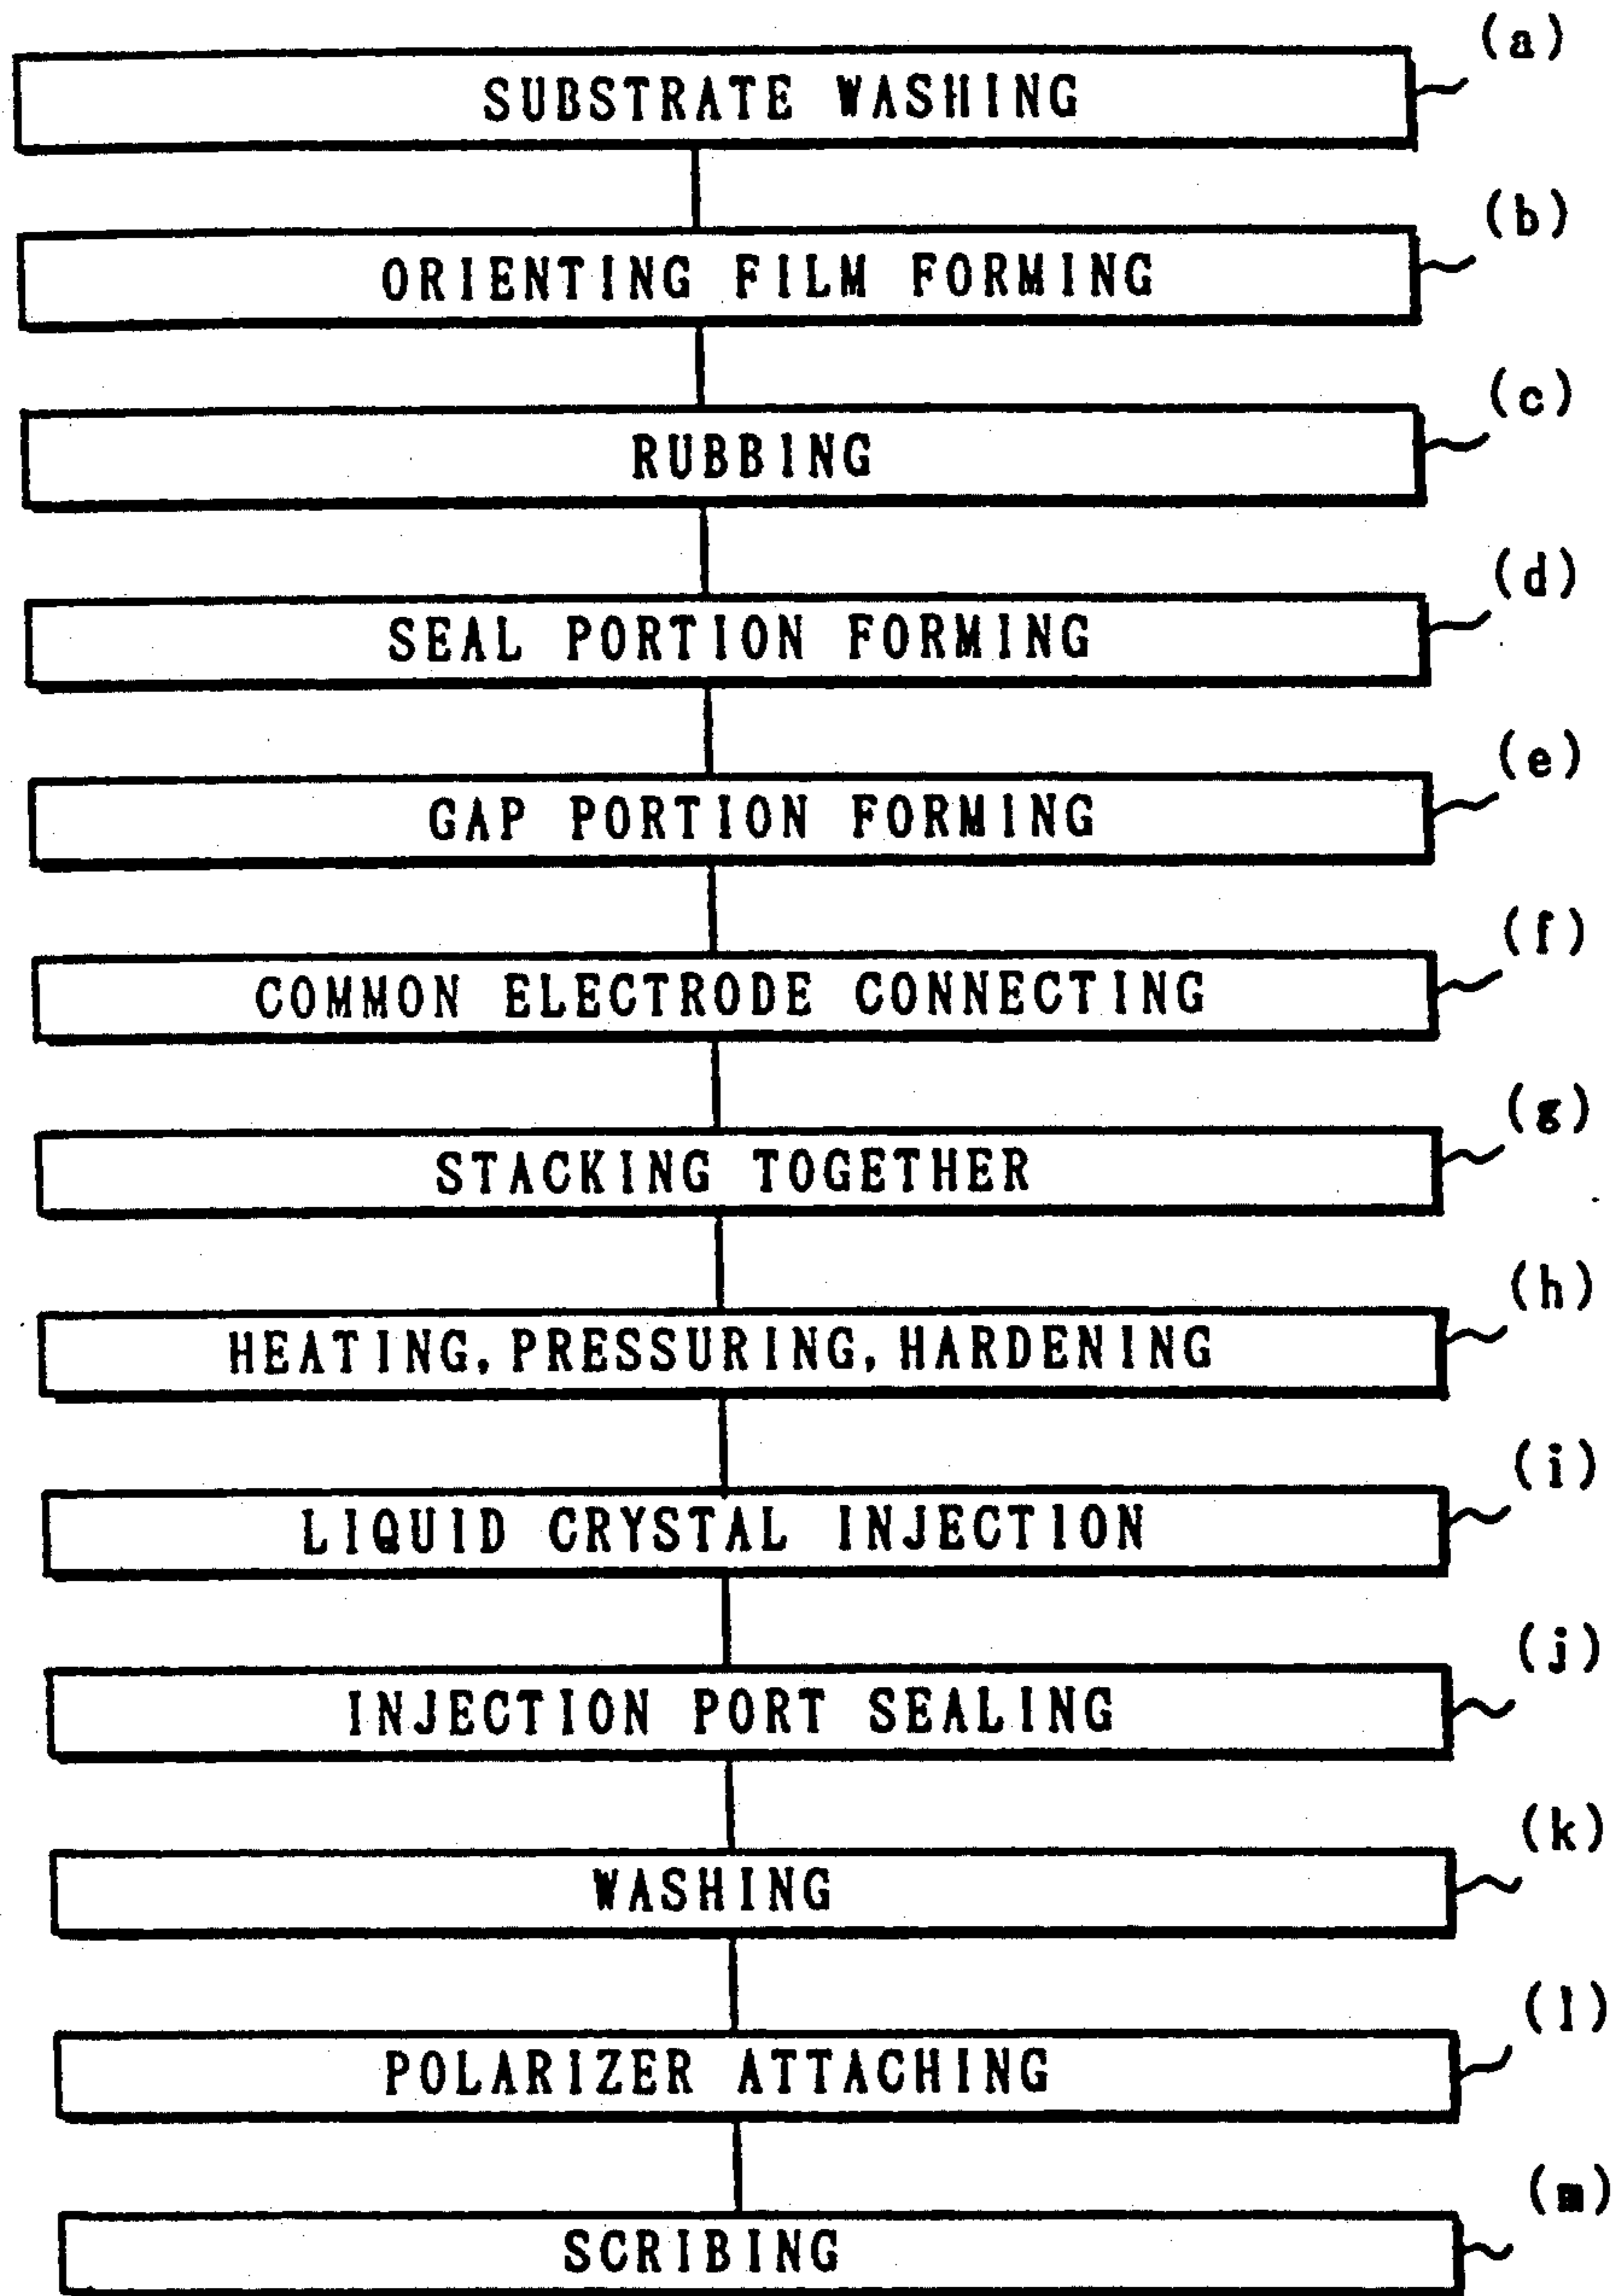 (a)
SUBSTRATE WASHING
(b)
ORIENTING FILM FORMING
(c)
RUBBING
(d)
SEAL PORTION FORMING
(e)
GAP PORTION FORMING
(f)
COMMON ELECTRODE CONNECTING
(g)
STACKING TOGETHER
(h)
HEATING, PRESSURING, HARDENING
(i)
LIQUID CRYSTAL INJECTION
(j)
INJECTION PORT SEALING
(k)
WASHING
(l)
POLARIZER ATTACHING
(m)
SCRIBING